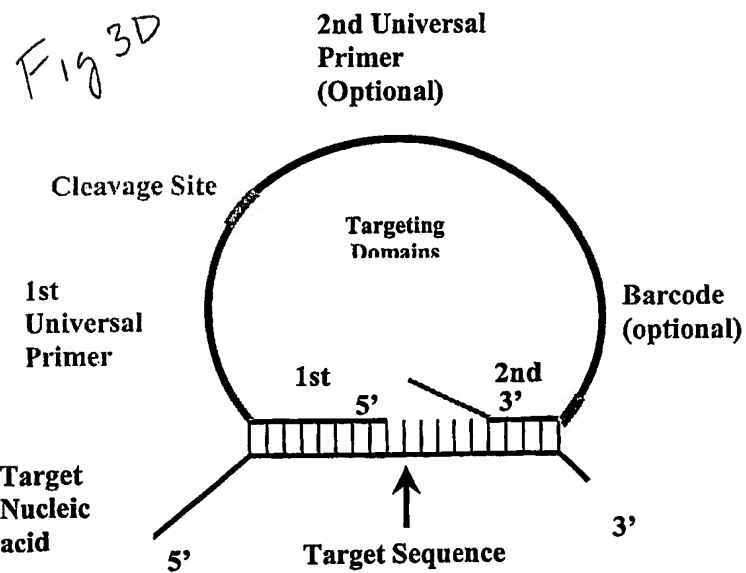 Fig 3D
2nd Universal
Primer
(Optional)
Cleavage Site
Targeting
Domains
1st
Universal
Primer
Barcode
(optional)
1st
2nd
5’
3’
Target
Nucleic
acid
5’
Target Sequence
3’